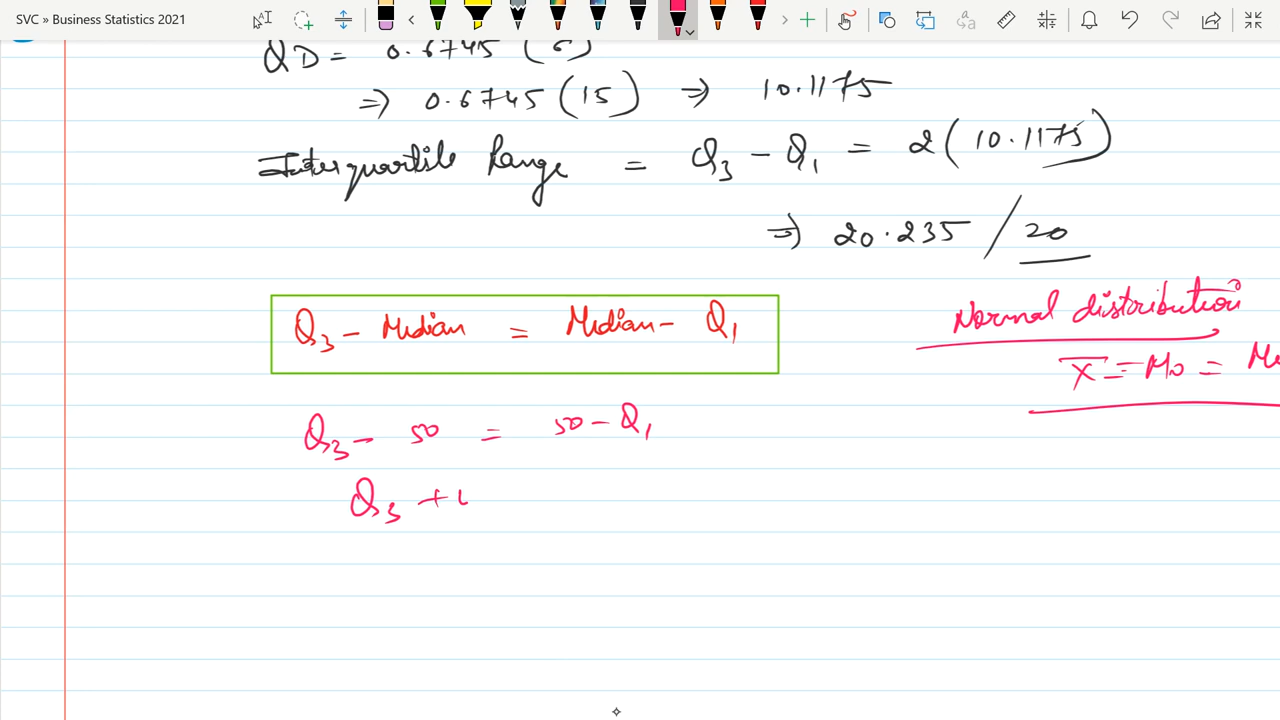 SVC » Business Statistics 2021
QD = 0.6745 (σ)
⇒ 0.6745 (15) ⇒ 10.1175
Interquartile Range = Q3 - Q1 = 2 (10.1175)
⇒ 20.235 / 20
Normal distribution
Q3 - Median = Median - Q1
X̅ = Mo = M
Q3 - 50 = 50 - Q1
Q3 +